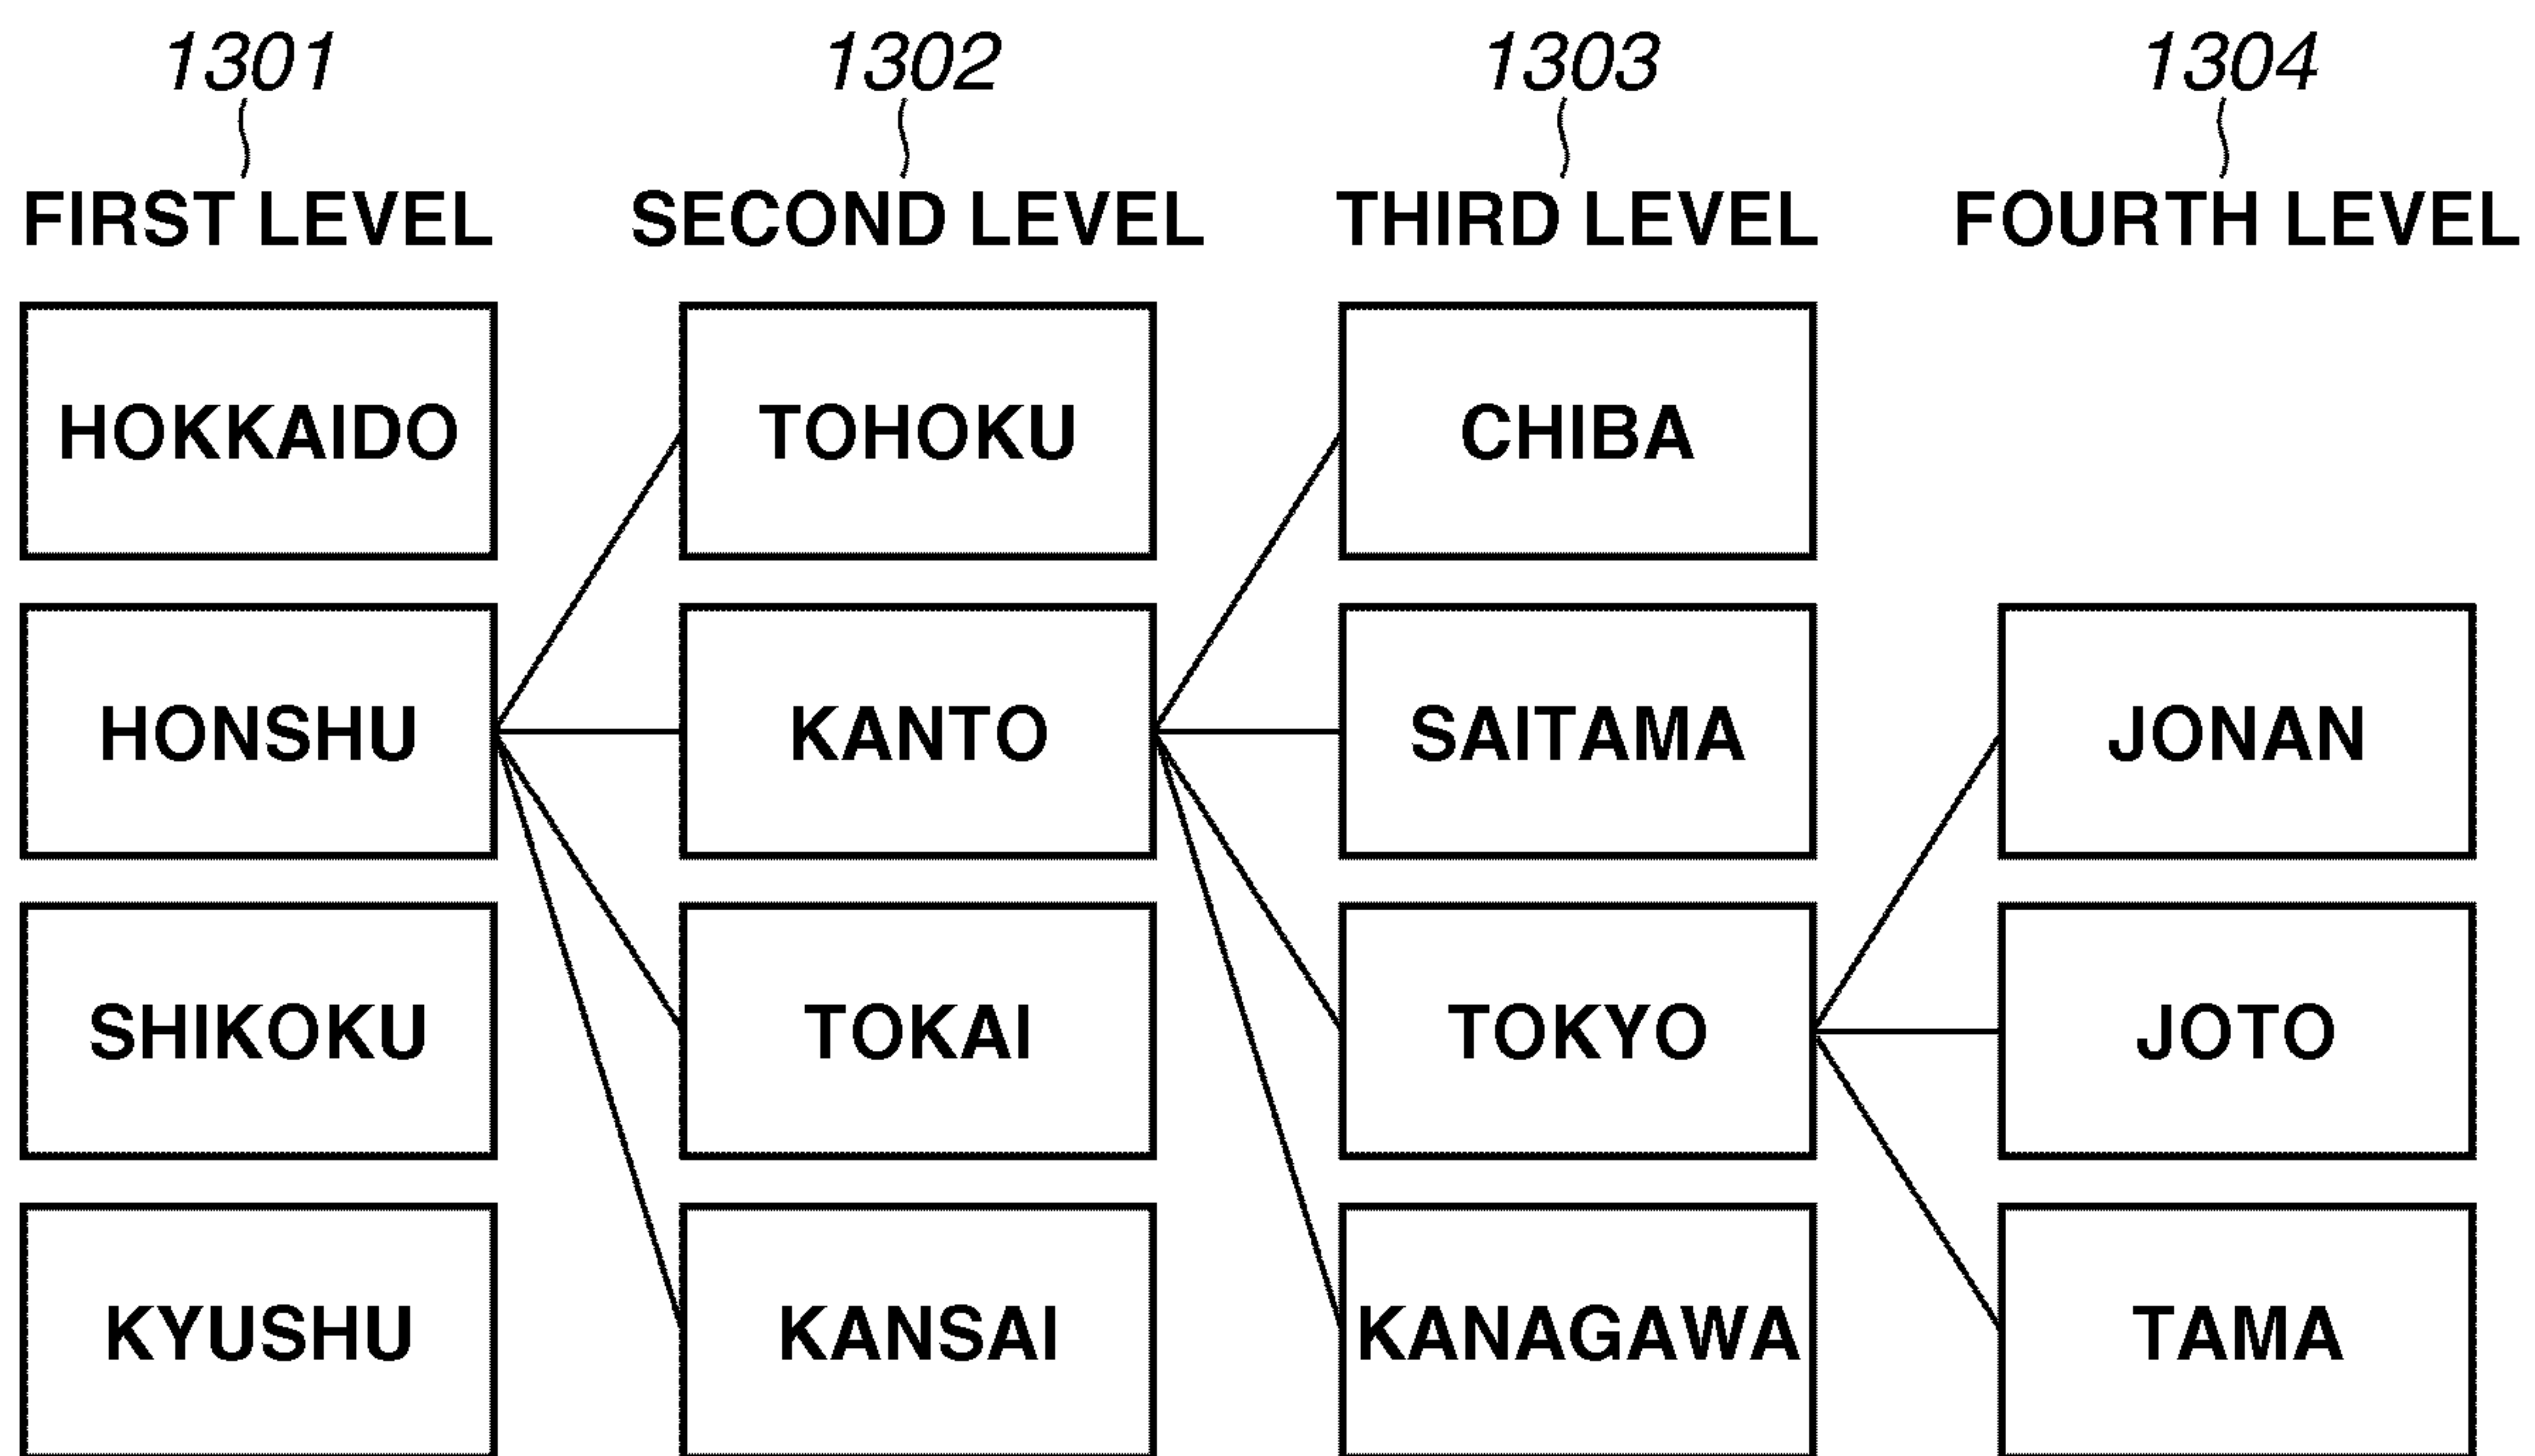 1301 1302 1303 1304
FIRST LEVEL SECOND LEVEL THIRD LEVEL FOURTH LEVEL
HOKKAIDO TOHOKU CHIBA
HONSHU KANTO SAITAMA JONAN
SHIKOKU TOKAI TOKYO JOTO
KYUSHU KANSAI KANAGAWA TAMA